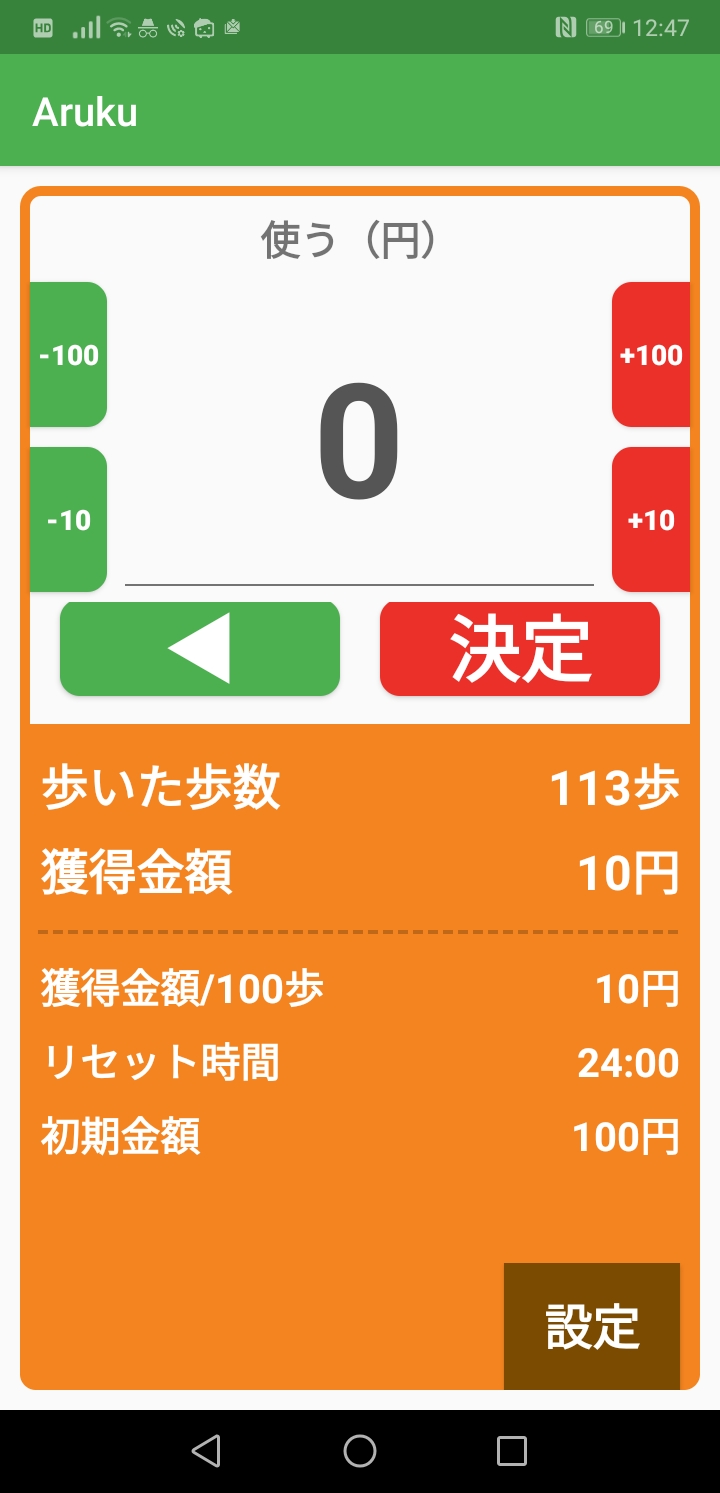 HD 69 12:47
Aruku
使う（円）
-100 +100
0
-10 +10
決定
歩いた歩数 113歩
獲得金額 10円
獲得金額/100歩 10円
リセット時間 24:00
初期金額 100円
設定